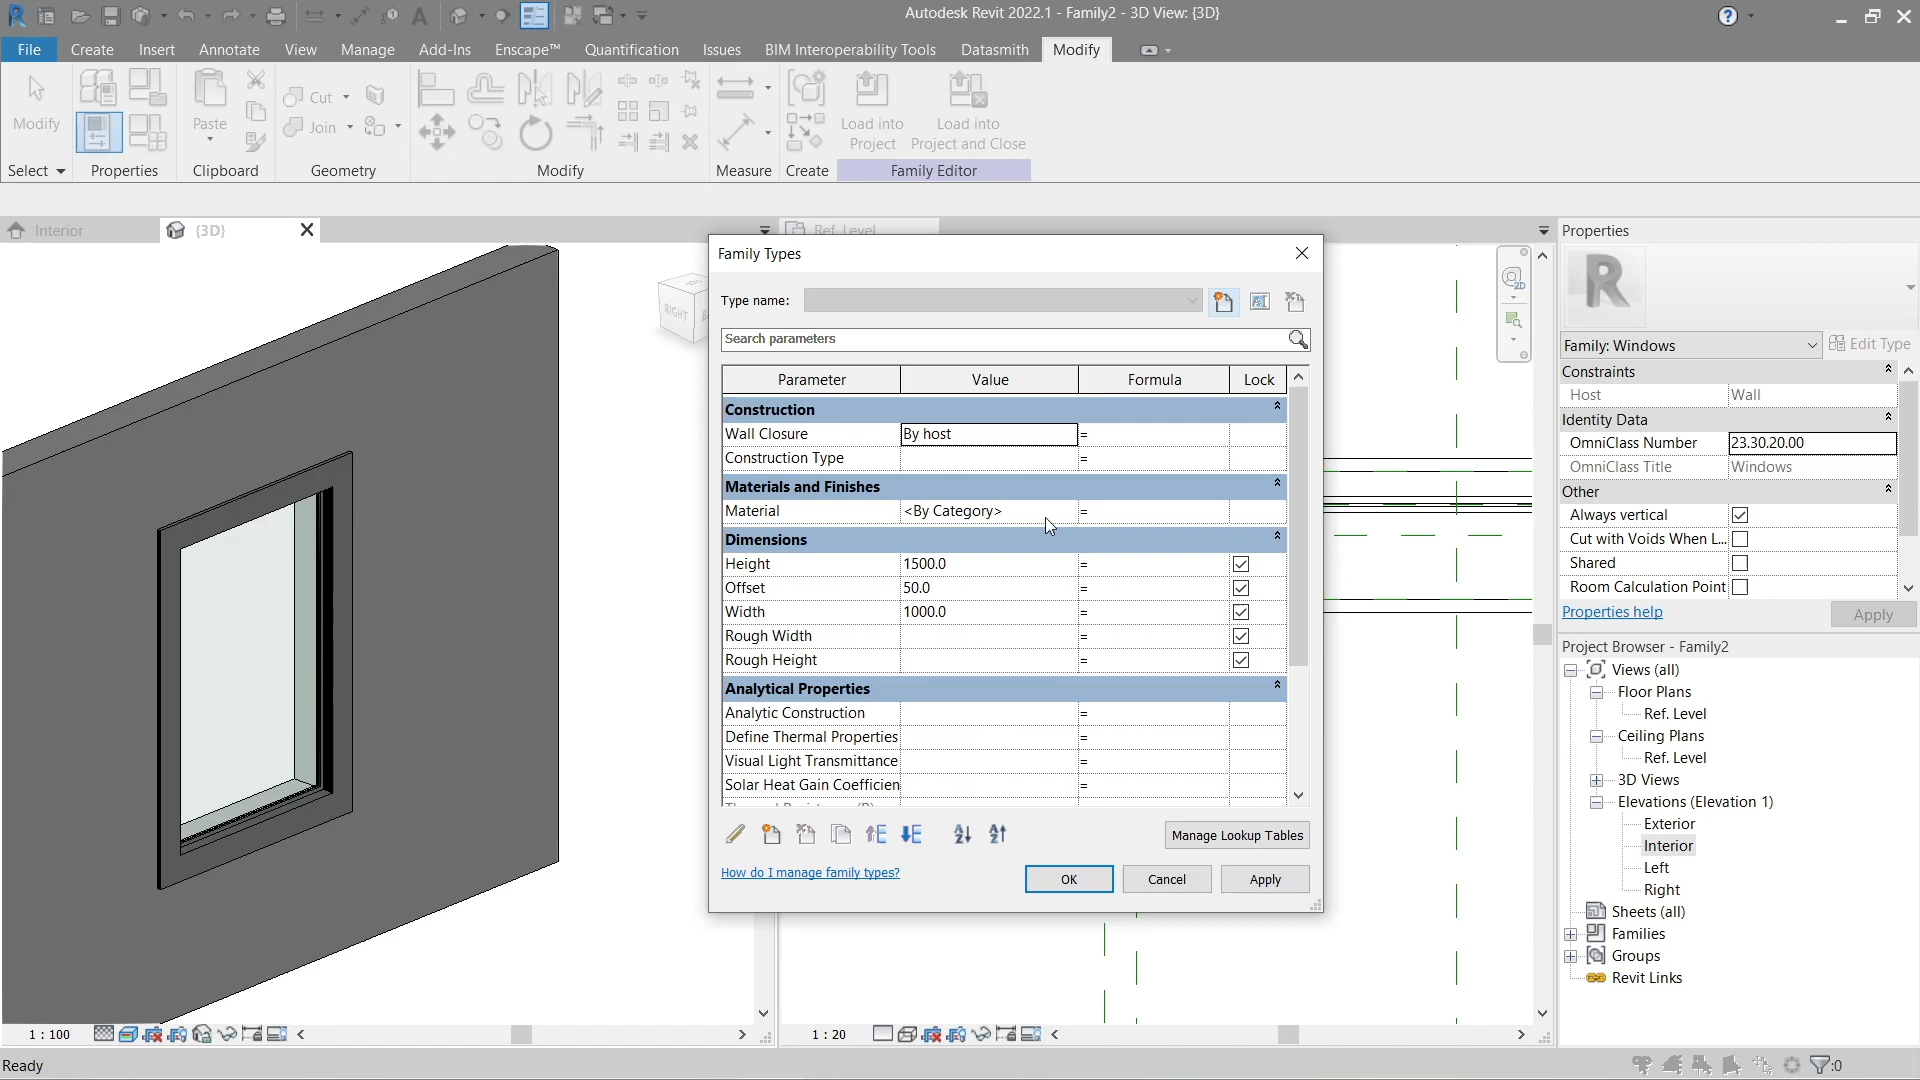 Autodesk Revit 2022.1 - Family2 - 3D View: {3D}
File Create Insert Annotate View Manage Add-Ins Enscape™ Quantification Issues BIM Interoperability Tools Datasmith Modify
Modify Paste Cut Join Load into Project Load into Project and Close
Select Properties Clipboard Geometry Modify Measure Create Family Editor
Interior {3D} Ref. Level
RIGHT
Family Types
Type name:
Search parameters
Parameter Value Formula Lock
Construction
Wall Closure By host =
Construction Type =
Materials and Finishes
Material <By Category> =
Dimensions
Height 1500.0 =
Offset 50.0 =
Width 1000.0 =
Rough Width =
Rough Height =
Analytical Properties
Analytic Construction =
Define Thermal Properties =
Visual Light Transmittance =
Solar Heat Gain Coefficien =
Manage Lookup Tables
How do I manage family types?
OK Cancel Apply
2D
Properties
R
Family: Windows Edit Type
Constraints
Host Wall
Identity Data
OmniClass Number 23.30.20.00
OmniClass Title Windows
Other
Always vertical
Cut with Voids When L...
Shared
Room Calculation Point
Properties help Apply
Project Browser - Family2
Views (all)
Floor Plans
Ref. Level
Ceiling Plans
Ref. Level
3D Views
Elevations (Elevation 1)
Exterior
Interior
Left
Right
Sheets (all)
Families
Groups
Revit Links
1 : 100 1 : 20
Ready :0